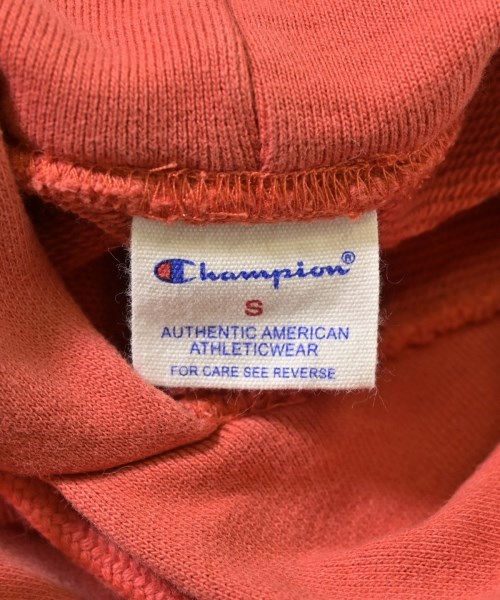 Champion®
S
AUTHENTIC AMERICAN
ATHLETICWEAR
FOR CARE SEE REVERSE